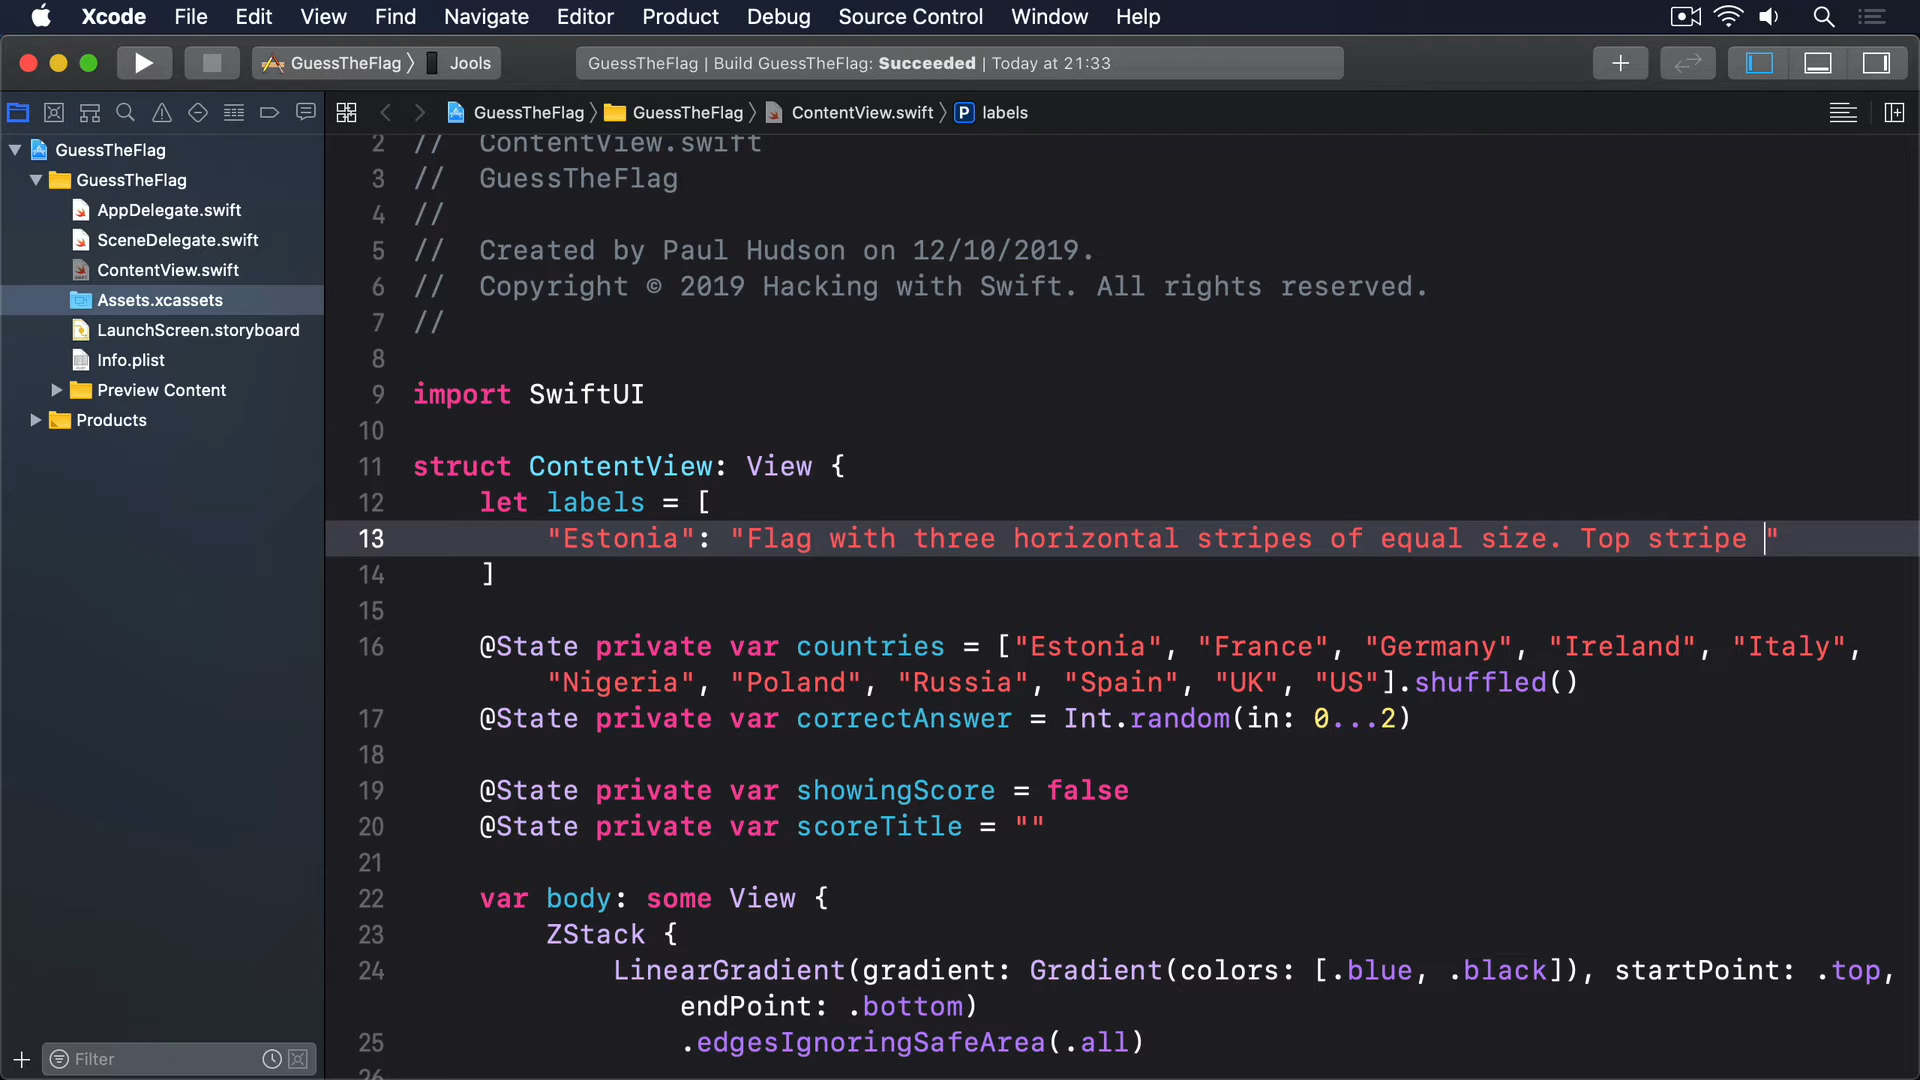 Xcode File Edit View Find Navigate Editor Product Debug Source Control Window Help
GuessTheFlag 〉 Jools
GuessTheFlag | Build GuessTheFlag: Succeeded | Today at 21:33
GuessTheFlag 〉 GuessTheFlag 〉 ContentView.swift 〉 P labels
GuessTheFlag
GuessTheFlag
AppDelegate.swift
SceneDelegate.swift
ContentView.swift
Assets.xcassets
LaunchScreen.storyboard
Info.plist
Preview Content
Products
Filter
2 //  ContentView.swift
3 //  GuessTheFlag
4 //
5 //  Created by Paul Hudson on 12/10/2019.
6 //  Copyright © 2019 Hacking with Swift. All rights reserved.
7 //
8
9 import SwiftUI
10
11 struct ContentView: View {
12     let labels = [
13         "Estonia": "Flag with three horizontal stripes of equal size. Top stripe "
14     ]
15
16     @State private var countries = ["Estonia", "France", "Germany", "Ireland", "Italy",
"Nigeria", "Poland", "Russia", "Spain", "UK", "US"].shuffled()
17     @State private var correctAnswer = Int.random(in: 0...2)
18
19     @State private var showingScore = false
20     @State private var scoreTitle = ""
21
22     var body: some View {
23         ZStack {
24             LinearGradient(gradient: Gradient(colors: [.blue, .black]), startPoint: .top,
endPoint: .bottom)
25                 .edgesIgnoringSafeArea(.all)
26